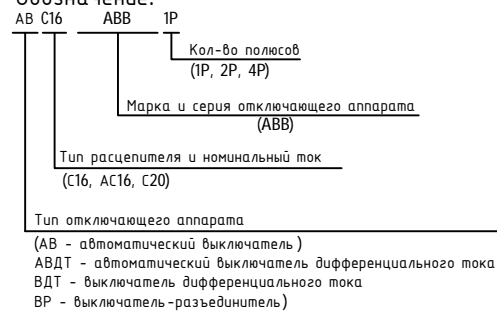 Обозначение:
АВ С16 АВВ 1Р
Кол-во полюсов
(1Р, 2Р, 4Р)
Марка и серия отключающего аппарата
(АВВ)
Тип расцепителя и номинальный ток
(С16, АС16, С20)
Тип отключающего аппарата
(АВ - автоматический выключатель)
АВДТ - автоматический выключатель дифференциального тока
ВДТ - выключатель дифференциального тока
ВР - выключатель-разъединитель)